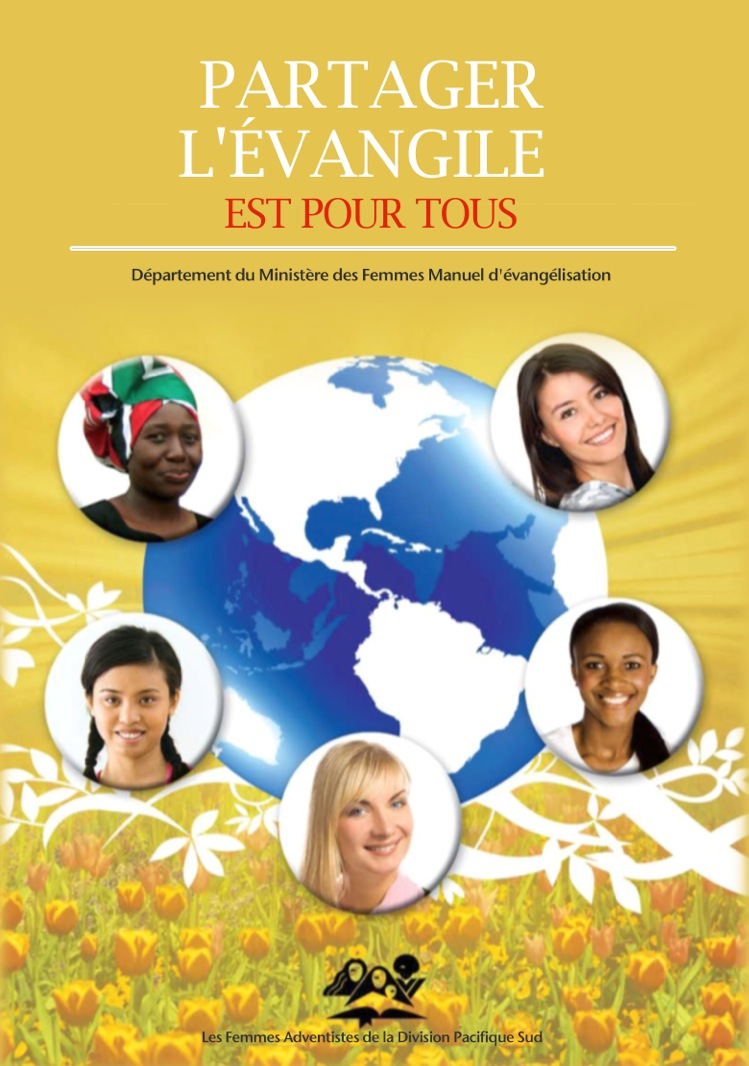 PARTAGER
L'ÉVANGILE
EST POUR TOUS
Département du Ministère des Femmes Manuel d'évangélisation
Les Femmes Adventistes de la Division Pacifique Sud